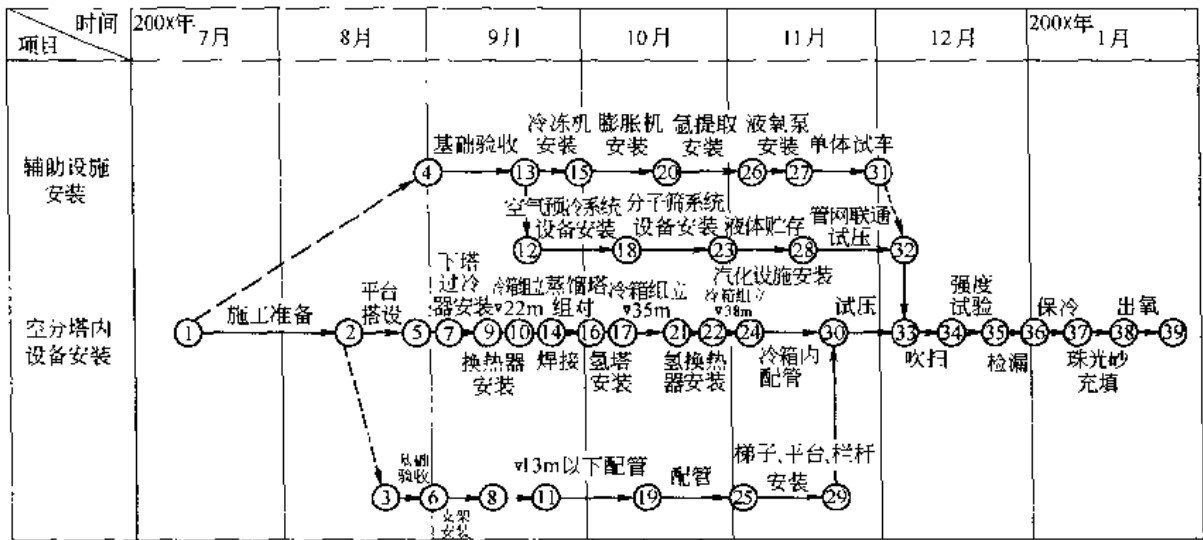 时间
项目
200X年
7月
8月
9月
10月
11月
12月
200X年
1月
辅助设施
安装
基础验收
冷冻机
安装
膨胀机
安装
氩提取
安装
液氧泵
安装
单体试车
④
⑬
⑮
⑳
㉖
㉗
㉛
空气预冷系统
设备安装
分子筛系统
设备安装
液体贮存
汽化设施安装
管网联通
试压
⑫
⑱
㉓
㉘
㉜
空分塔内
设备安装
施工准备
平台
搭设
下塔
过冷
器安装
冷箱组立
▿22m
蒸馏塔
组对
冷箱组立
▿35m
冷箱组立
▿38m
试压
强度
试验
保冷
出氧
①
②
⑤
⑦
⑨
⑩
⑭
⑯
⑰
㉑
㉒
㉔
㉚
㉝
㉞
㉟
㊱
㊲
㊳
㊴
换热器
安装
焊接
氩塔
安装
氩换热
器安装
冷箱内
配管
吹扫
检漏
珠光砂
充填
基础
验收
支架
安装
▿13m以下配管
配管
梯子、平台、栏杆
安装
③
⑥
⑧
⑪
⑲
㉕
㉙